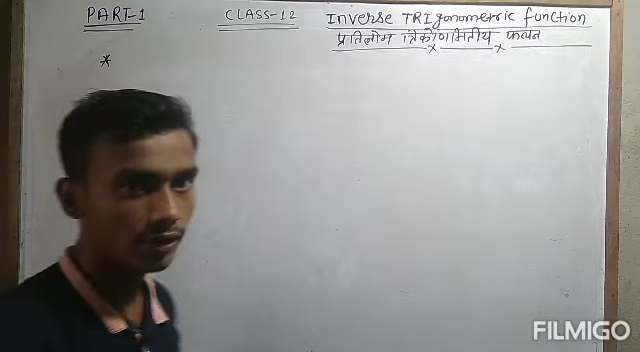 PART-1 CLASS-12 Inverse TRIgonometric function
प्रतिलोम त्रिकोणमितीय फलन
*
FILMIGO